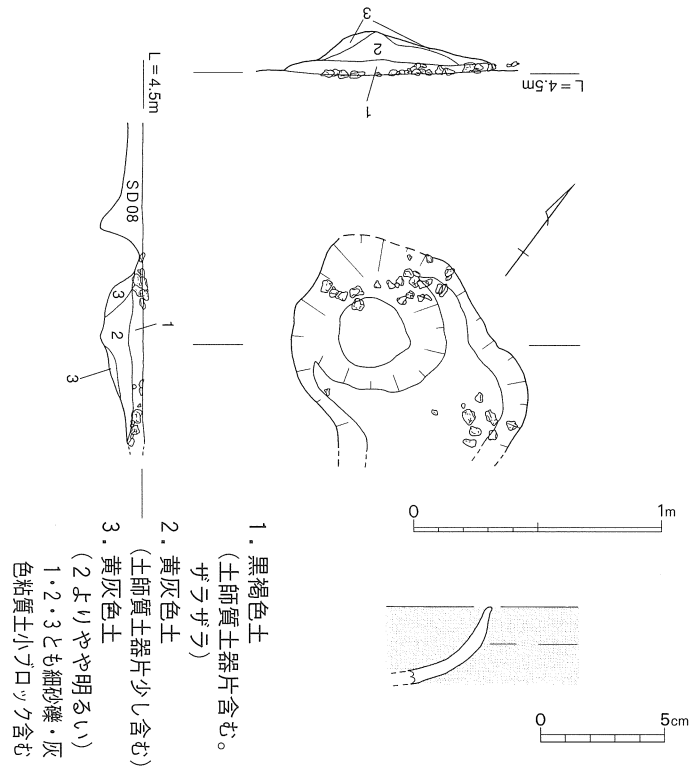 3
2
1
L=4.5m
L=4.5m
SD08
3
2
1
3
0 1m
1．黒褐色土
（土師質土器片含む。
ザラザラ）
2．黄灰色土
（土師質土器片少し含む）
3．黄灰色土
（2よりやや明るい）
1・2・3とも細砂礫・灰
色粘質土小ブロック含む
0 5cm